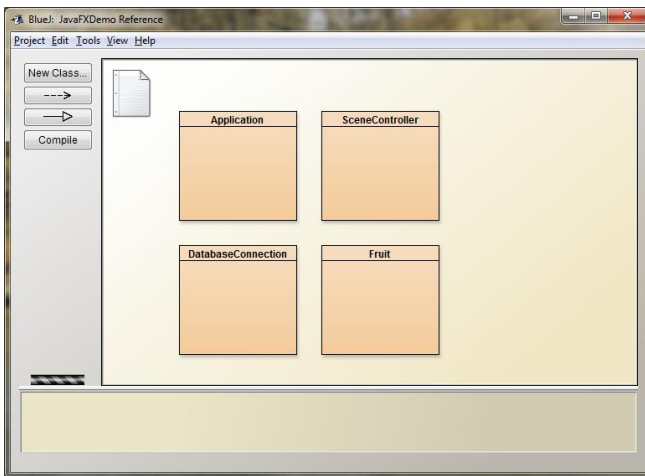 BlueJ: JavaFXDemo Reference
Project Edit Tools View Help
New Class...
Compile
Application
SceneController
DatabaseConnection
Fruit